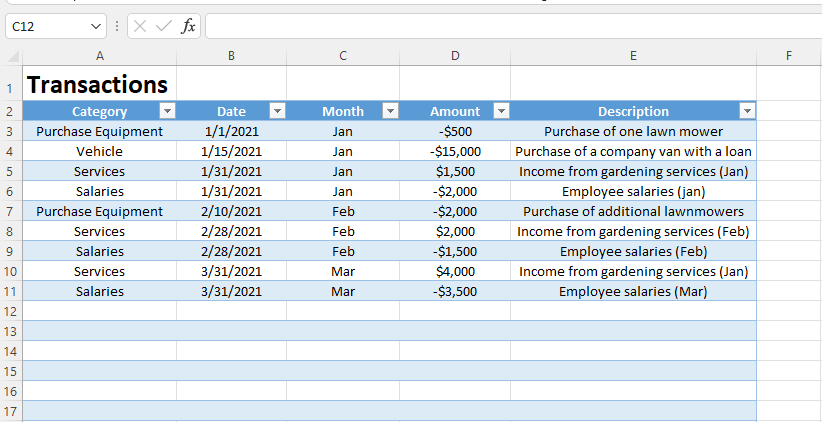 C12 fx
A B C D E F
1 Transactions
2 Category Date Month Amount Description
3 Purchase Equipment 1/1/2021 Jan -$500 Purchase of one lawn mower
4 Vehicle 1/15/2021 Jan -$15,000 Purchase of a company van with a loan
5 Services 1/31/2021 Jan $1,500 Income from gardening services (Jan)
6 Salaries 1/31/2021 Jan -$2,000 Employee salaries (jan)
7 Purchase Equipment 2/10/2021 Feb -$2,000 Purchase of additional lawnmowers
8 Services 2/28/2021 Feb $2,000 Income from gardening services (Feb)
9 Salaries 2/28/2021 Feb -$1,500 Employee salaries (Feb)
10 Services 3/31/2021 Mar $4,000 Income from gardening services (Jan)
11 Salaries 3/31/2021 Mar -$3,500 Employee salaries (Mar)
12
13
14
15
16
17